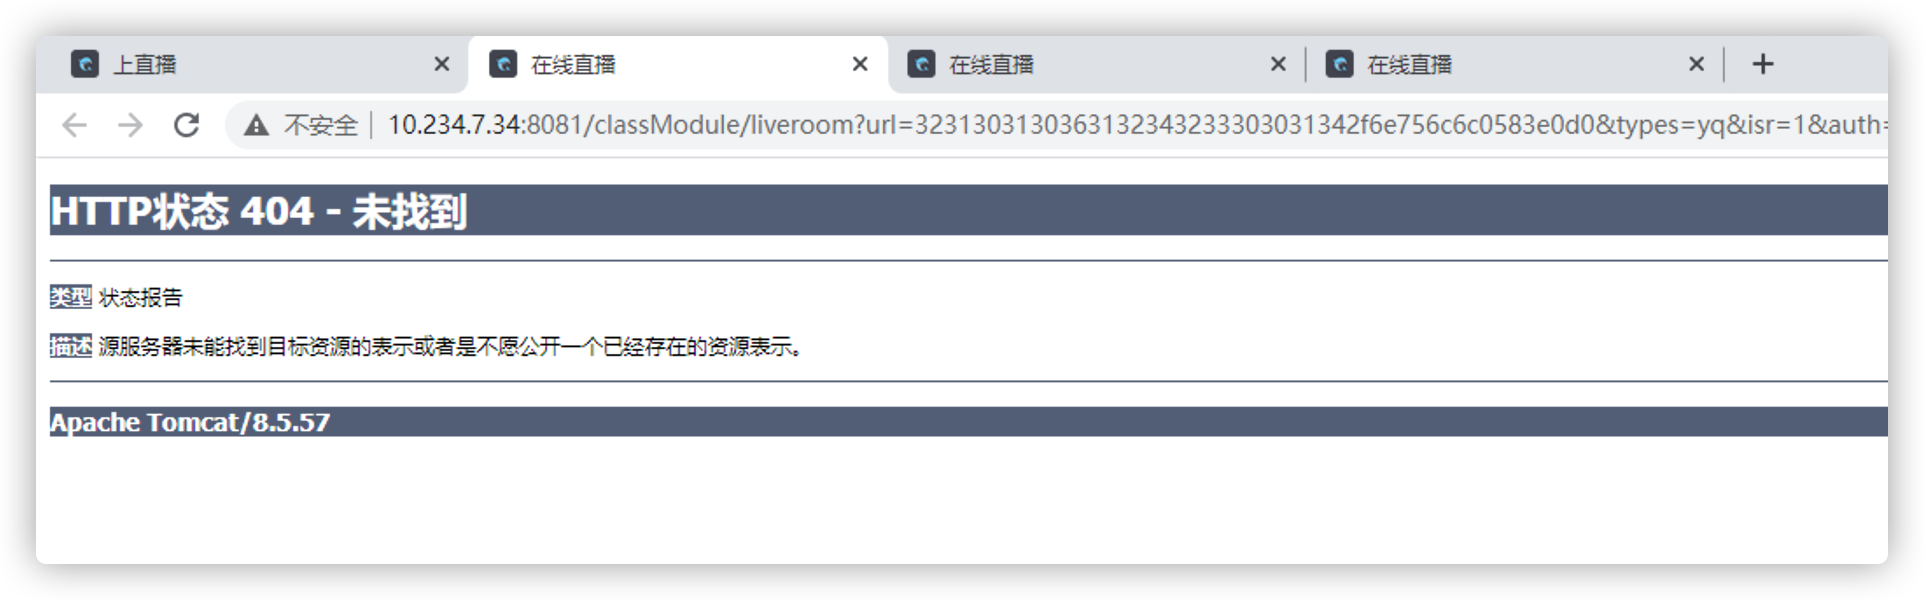 上直播
在线直播
在线直播
在线直播
不安全
10.234.7.34:8081/classModule/liveroom?url=3231303130363132343233303031342f6e756c6c0583e0d0&types=yq&isr=1&auth=
HTTP状态 404 - 未找到
类型 状态报告
描述 源服务器未能找到目标资源的表示或者是不愿公开一个已经存在的资源表示。
Apache Tomcat/8.5.57